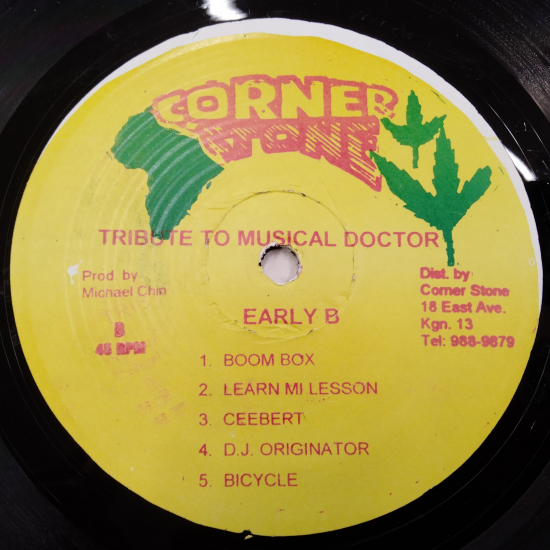 CORNER
STONE
TRIBUTE TO MUSICAL DOCTOR
Prod by
Michael Chin
Dist. by
Corner Stone
18 East Ave.
Kgn. 13
Tel: 988-9879
B
45 RPM
EARLY B
1. BOOM BOX
2. LEARN MI LESSON
3. CEEBERT
4. D.J. ORIGINATOR
5. BICYCLE